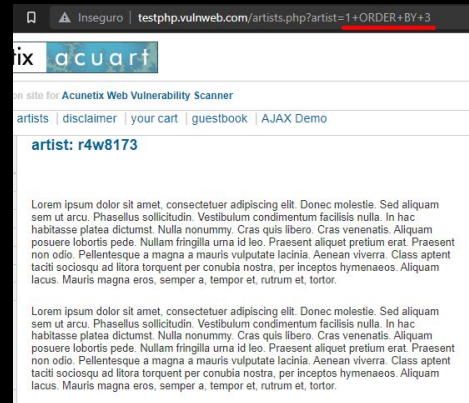 Inseguro | testphp.vulnweb.com/artists.php?artist=1+ORDER+BY+3
ix acuart
on site for Acunetix Web Vulnerability Scanner
artists | disclaimer | your cart | guestbook | AJAX Demo
artist: r4w8173
Lorem ipsum dolor sit amet, consectetuer adipiscing elit. Donec molestie. Sed aliquam
sem ut arcu. Phasellus sollicitudin. Vestibulum condimentum facilisis nulla. In hac
habitasse platea dictumst. Nulla nonummy. Cras quis libero. Cras venenatis. Aliquam
posuere lobortis pede. Nullam fringilla urna id leo. Praesent aliquet pretium erat. Praesent
non odio. Pellentesque a magna a mauris vulputate lacinia. Aenean viverra. Class aptent
taciti sociosqu ad litora torquent per conubia nostra, per inceptos hymenaeos. Aliquam
lacus. Mauris magna eros, semper a, tempor et, rutrum et, tortor.
Lorem ipsum dolor sit amet, consectetuer adipiscing elit. Donec molestie. Sed aliquam
sem ut arcu. Phasellus sollicitudin. Vestibulum condimentum facilisis nulla. In hac
habitasse platea dictumst. Nulla nonummy. Cras quis libero. Cras venenatis. Aliquam
posuere lobortis pede. Nullam fringilla urna id leo. Praesent aliquet pretium erat. Praesent
non odio. Pellentesque a magna a mauris vulputate lacinia. Aenean viverra. Class aptent
taciti sociosqu ad litora torquent per conubia nostra, per inceptos hymenaeos. Aliquam
lacus. Mauris magna eros, semper a, tempor et, rutrum et, tortor.